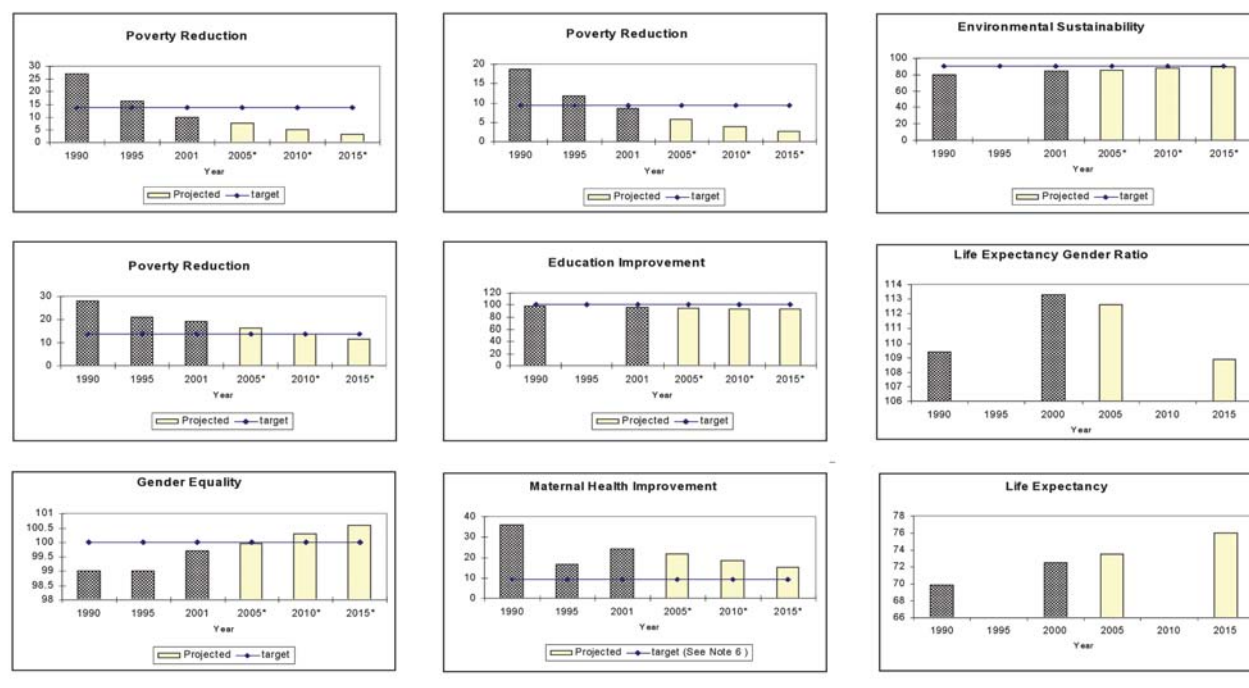 Poverty Reduction
30
25
20
15
10
5
0
1990 1995 2001 2005* 2010* 2015*
Year
Projected target
Poverty Reduction
20
15
10
5
0
1990 1995 2001 2005* 2010* 2015*
Year
Projected target
Environmental Sustainability
100
80
60
40
20
0
1990 1995 2001 2005* 2010* 2015*
Year
Projected target
Poverty Reduction
30
20
10
0
1990 1995 2001 2005* 2010* 2015*
Year
Projected target
Education Improvement
120
100
80
60
40
20
0
1990 1995 2001 2005* 2010* 2015*
Year
Projected target
Life Expectancy Gender Ratio
114
113
112
110
109
108
107
106
1990 1995 2000 2005 2010 2015
Year
Gender Equality
101
100.5
100
99.5
99
98.5
98
1990 1995 2001 2005* 2010* 2015*
Year
Projected target
Maternal Health Improvement
40
30
20
10
0
1990 1995 2001 2005* 2010* 2015*
Year
Projected target (See Note 6 )
Life Expectancy
78
76
74
72
70
68
66
1990 1995 2000 2005 2010 2015
Year